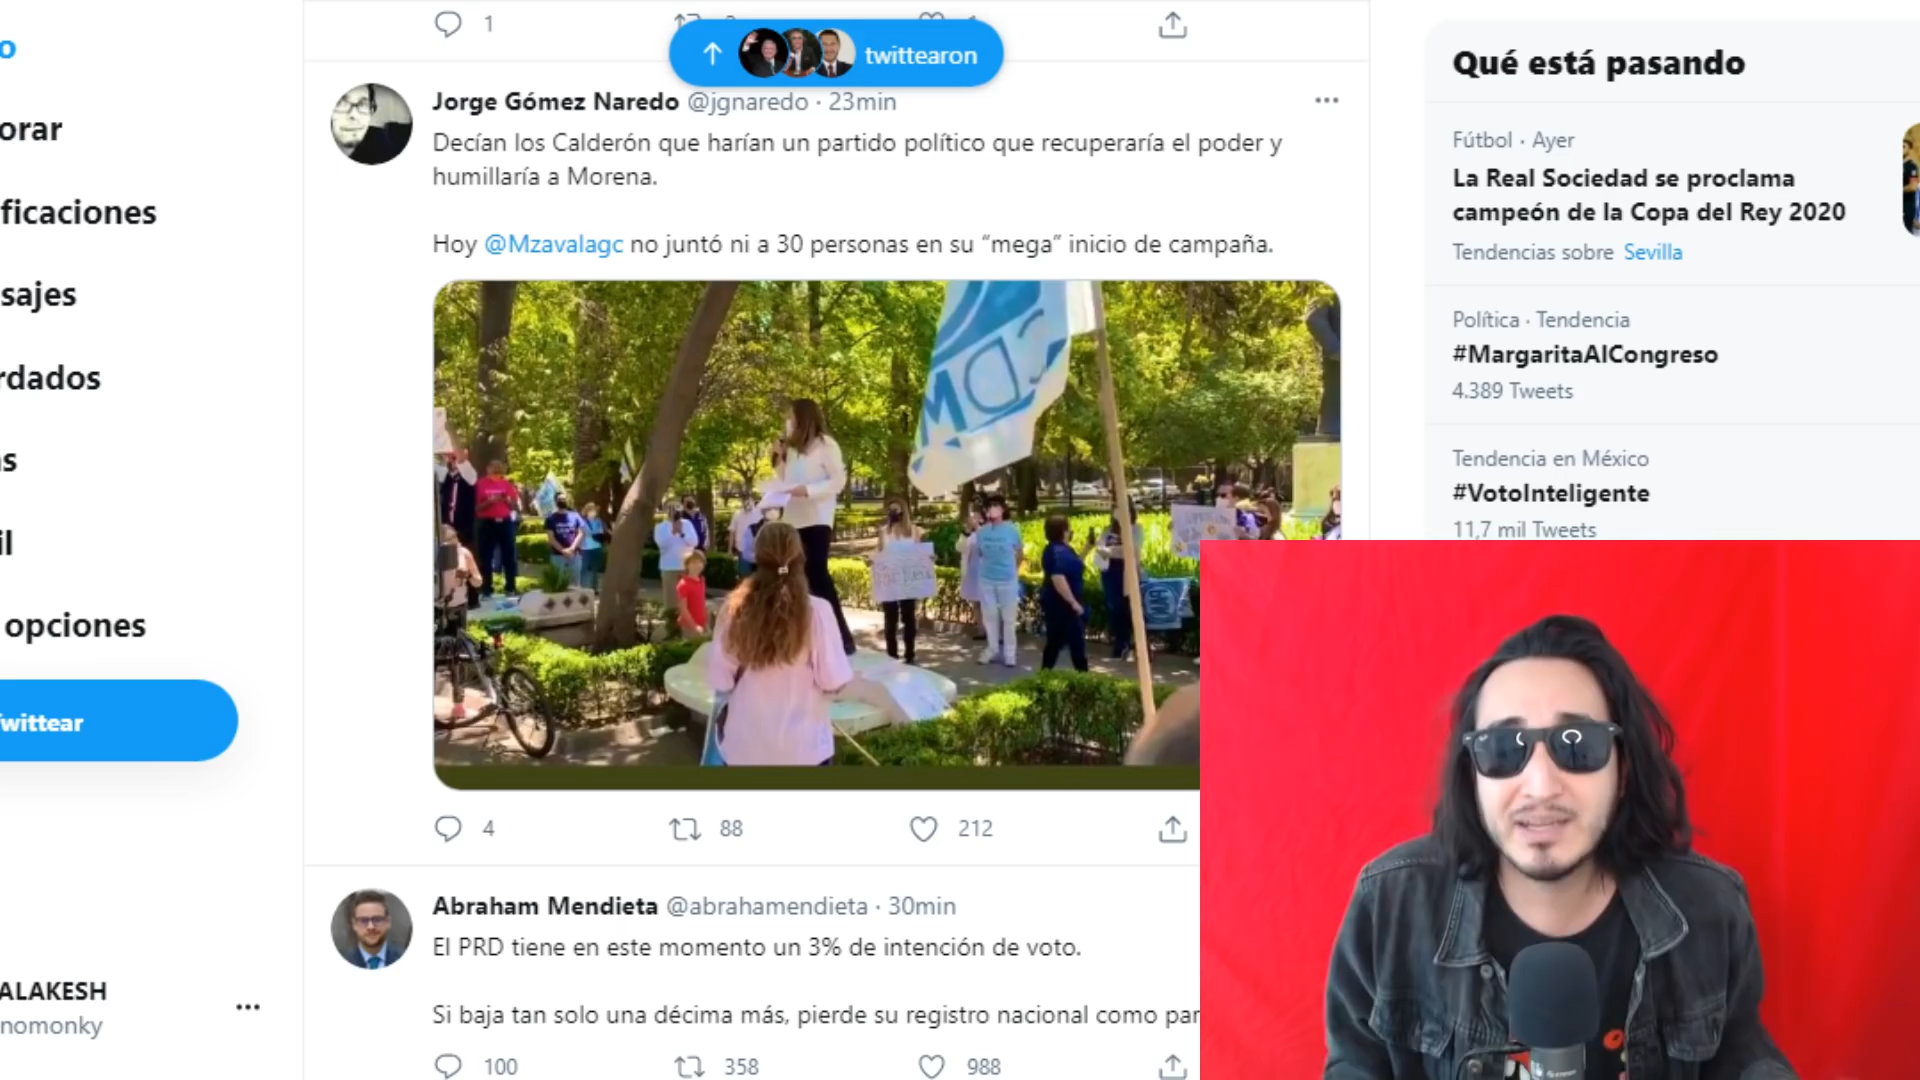 1
twittearon
Jorge Gómez Naredo @jgnaredo · 23min
Decían los Calderón que harían un partido político que recuperaría el poder y
humillaría a Morena.
Hoy @Mzavalagc no juntó ni a 30 personas en su “mega” inicio de campaña.
4 88 212
Abraham Mendieta @abrahamendieta · 30min
El PRD tiene en este momento un 3% de intención de voto.
Si baja tan solo una décima más, pierde su registro nacional como par
100 358 988
o
orar
ficaciones
sajes
rdados
as
il
opciones
Twittear
ALAKESH
nomonky
Qué está pasando
Fútbol · Ayer
La Real Sociedad se proclama
campeón de la Copa del Rey 2020
Tendencias sobre Sevilla
Política · Tendencia
#MargaritaAlCongreso
4.389 Tweets
Tendencia en México
#VotoInteligente
11,7 mil Tweets